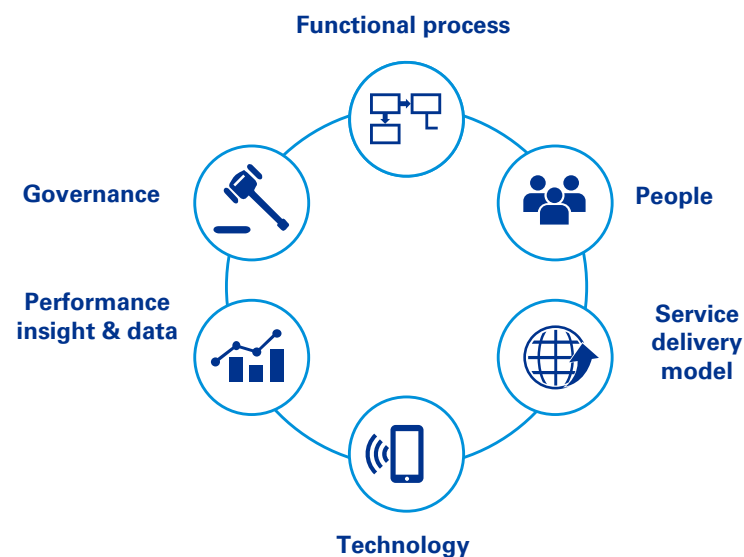 Functional process
Governance
People
Performance
insight & data
Service
delivery
model
Technology